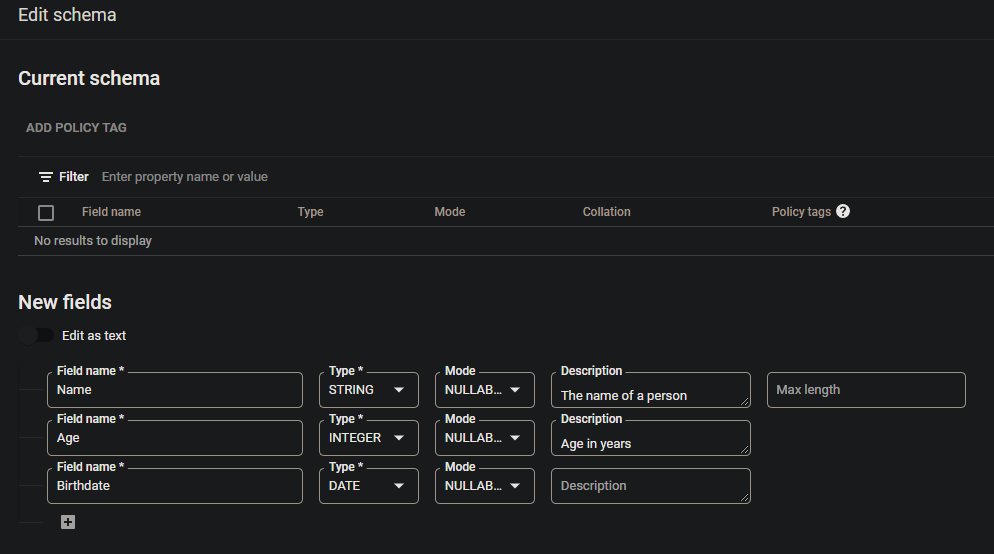 Edit schema
Current schema
ADD POLICY TAG
Filter Enter property name or value
Field name Type Mode Collation Policy tags ?
No results to display
New fields
Edit as text
Field name * Type * Mode Description
Name STRING NULLAB... The name of a person Max length
Field name * Type * Mode Description
Age INTEGER NULLAB... Age in years
Field name * Type * Mode
Birthdate DATE NULLAB... Description